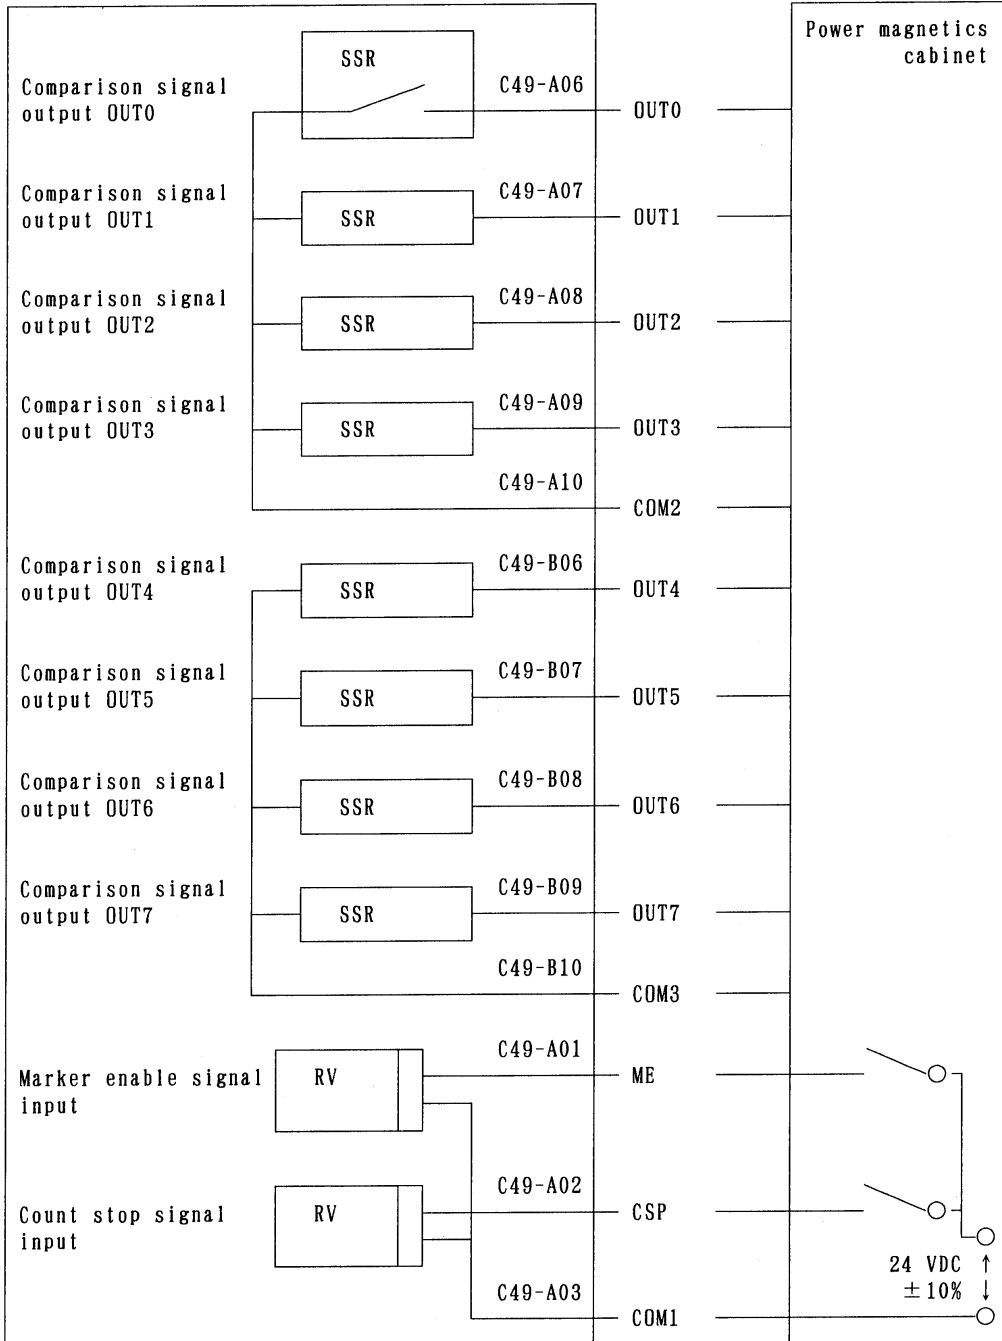 Power magnetics
cabinet
Comparison signal
output OUT0
SSR
C49-A06
OUT0
Comparison signal
output OUT1
SSR
C49-A07
OUT1
Comparison signal
output OUT2
SSR
C49-A08
OUT2
Comparison signal
output OUT3
SSR
C49-A09
OUT3
C49-A10
COM2
Comparison signal
output OUT4
SSR
C49-B06
OUT4
Comparison signal
output OUT5
SSR
C49-B07
OUT5
Comparison signal
output OUT6
SSR
C49-B08
OUT6
Comparison signal
output OUT7
SSR
C49-B09
OUT7
C49-B10
COM3
Marker enable signal
input
RV
C49-A01
ME
Count stop signal
input
RV
C49-A02
CSP
24 VDC ↑
±10% ↓
C49-A03
COM1